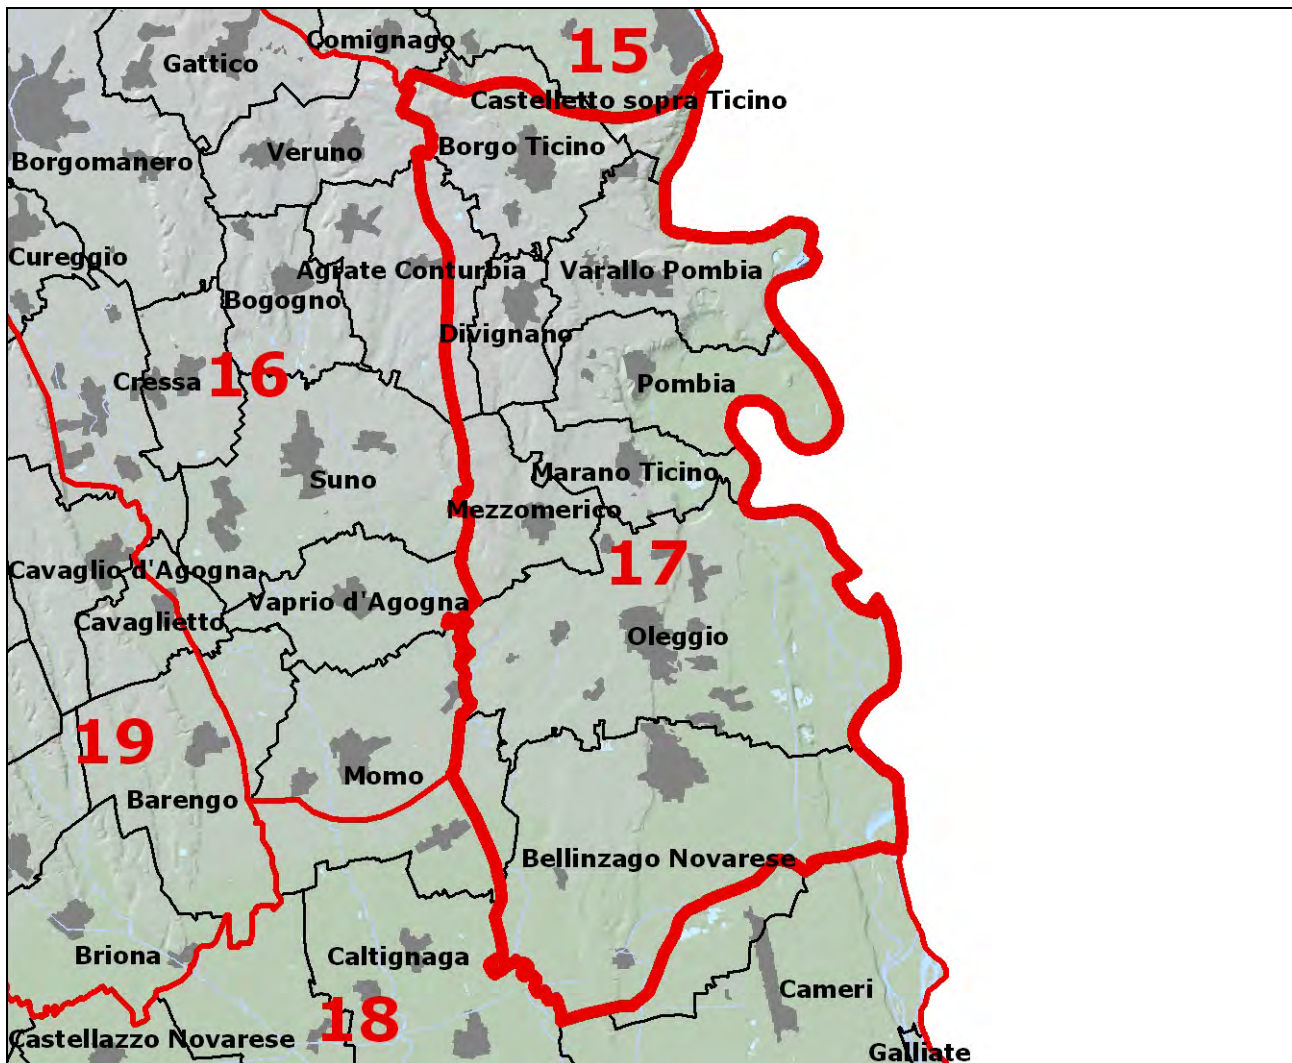 Comignago
15
Gattico
Castelletto sopra Ticino
Borgo Ticino
Veruno
Borgomanero
Cureggio
Agrate Conturbia
Varallo Pombia
Bogogno
Divignano
Cressa
16
Pombia
Suno
Marano Ticino
Mezzomerico
17
Cavaglio d'Agogna
Vaprio d'Agogna
Cavaglietto
Oleggio
19
Momo
Barengo
Bellinzago Novarese
Briona
Caltignaga
Cameri
18
Castellazzo Novarese
Galliate